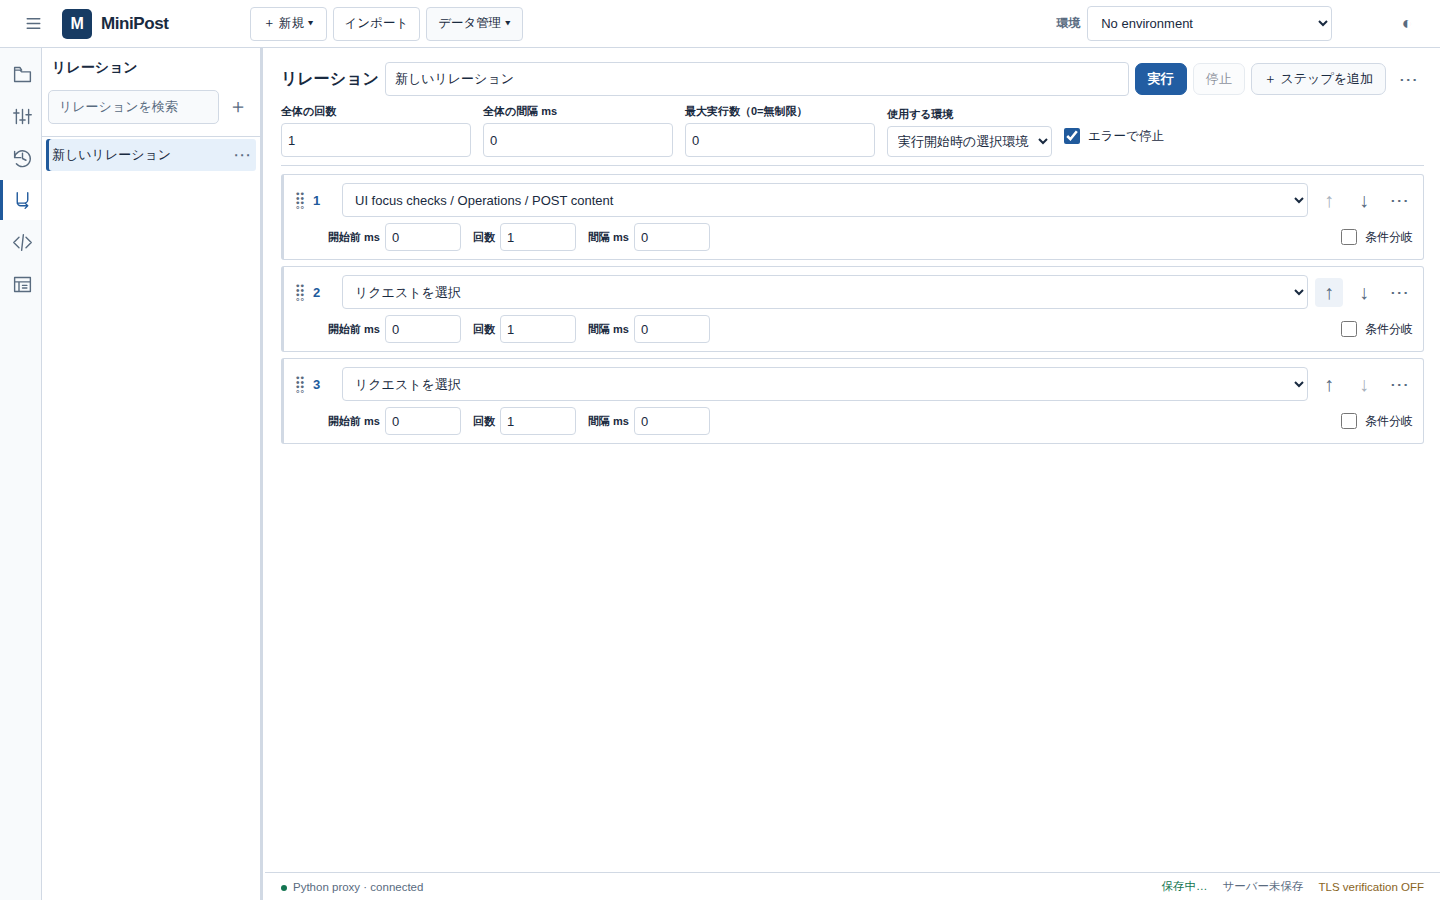 M MiniPost ＋ 新規 ▾ インポート データ管理 ▾ 環境 No environment
リレーション
リレーションを検索 ＋
新しいリレーション ···
リレーション 新しいリレーション 実行 停止 ＋ ステップを追加 ···
全体の回数 全体の間隔 ms 最大実行数（0=無制限） 使用する環境
1 0 0 実行開始時の選択環境 エラーで停止
1 UI focus checks / Operations / POST content ↑ ↓ ···
開始前 ms 0 回数 1 間隔 ms 0 条件分岐
2 リクエストを選択 ↑ ↓ ···
開始前 ms 0 回数 1 間隔 ms 0 条件分岐
3 リクエストを選択 ↑ ↓ ···
開始前 ms 0 回数 1 間隔 ms 0 条件分岐
Python proxy · connected 保存中… サーバー未保存 TLS verification OFF